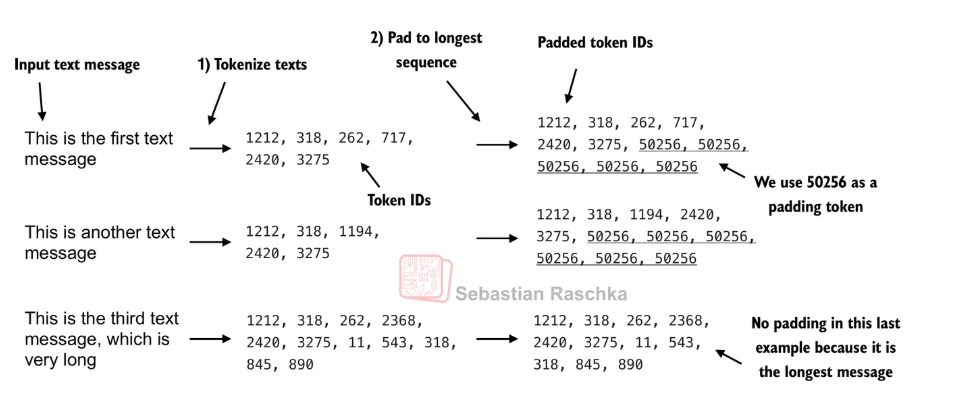 2) Pad to longest
sequence
Padded token IDs
Input text message
1) Tokenize texts
This is the first text
message
1212, 318, 262, 717,
2420, 3275
1212, 318, 262, 717,
2420, 3275, 50256, 50256,
50256, 50256, 50256
Token IDs
We use 50256 as a
padding token
This is another text
message
1212, 318, 1194,
2420, 3275
1212, 318, 1194, 2420,
3275, 50256, 50256, 50256,
50256, 50256, 50256
Sebastian Raschka
This is the third text
message, which is
very long
1212, 318, 262, 2368,
2420, 3275, 11, 543, 318,
845, 890
1212, 318, 262, 2368,
2420, 3275, 11, 543,
318, 845, 890
No padding in this last
example because it is
the longest message